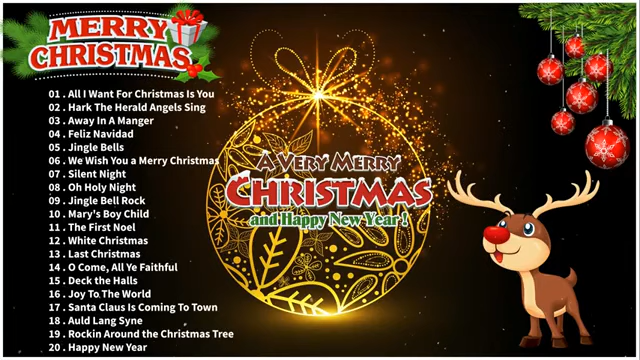 MERRY
CHRISTMAS
01 . All I Want For Christmas Is You
02 . Hark The Herald Angels Sing
03 . Away In A Manger
04 . Feliz Navidad
05 . Jingle Bells
06 . We Wish You a Merry Christmas
07 . Silent Night
08 . Oh Holy Night
09 . Jingle Bell Rock
10 . Mary's Boy Child
11 . The First Noel
12 . White Christmas
13 . Last Christmas
14 . O Come, All Ye Faithful
15 . Deck the Halls
16 . Joy To The World
17 . Santa Claus Is Coming To Town
18 . Auld Lang Syne
19 . Rockin Around the Christmas Tree
20 . Happy New Year
A Very Merry
Christmas
and Happy New Year !